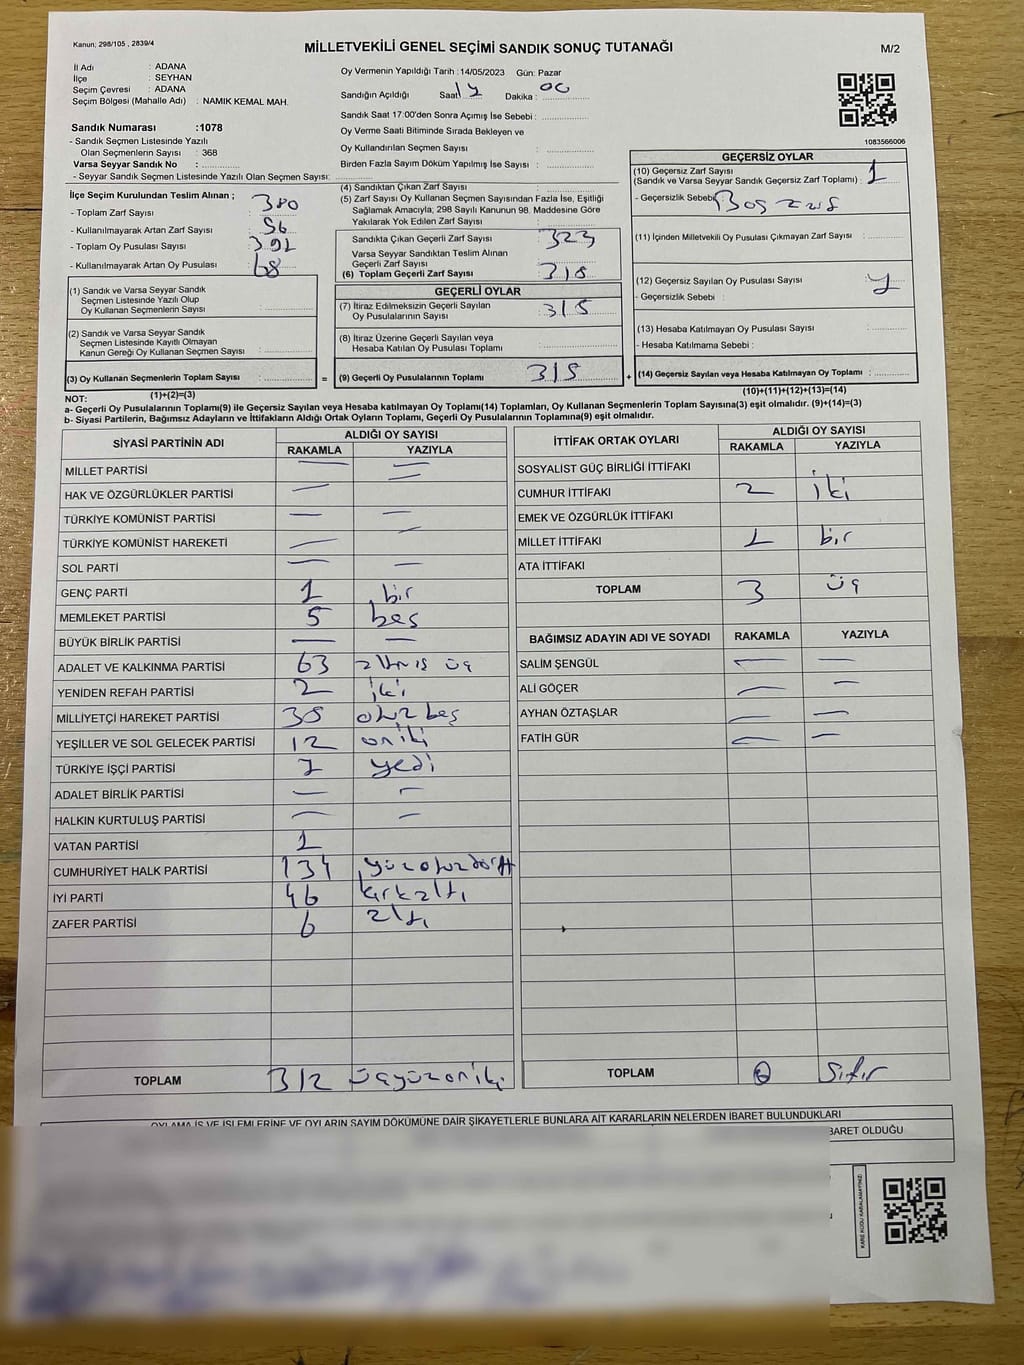 Kanun: 298/105 , 2839/4
MİLLETVEKİLİ GENEL SEÇİMİ SANDIK SONUÇ TUTANAĞI
M/2
İl Adı : ADANA
İlçe : SEYHAN
Seçim Çevresi : ADANA
Seçim Bölgesi (Mahalle Adı) : NAMIK KEMAL MAH.
Sandık Numarası :1078
- Sandık Seçmen Listesinde Yazılı
Olan Seçmenlerin Sayısı : 368
Varsa Seyyar Sandık No :
- Seyyar Sandık Seçmen Listesinde Yazılı Olan Seçmen Sayısı:
Oy Vermenin Yapıldığı Tarih :14/05/2023 Gün: Pazar
Sandığın Açıldığı Saat Dakika : 00
Sandık Saat 17:00'den Sonra Açımış İse Sebebi :
Oy Verme Saati Bitiminde Sırada Bekleyen ve
Oy Kullandırılan Seçmen Sayısı :
Birden Fazla Sayım Döküm Yapılmış İse Sayısı :
1083566006
İlçe Seçim Kurulundan Teslim Alınan ;
- Toplam Zarf Sayısı : 380
- Kullanılmayarak Artan Zarf Sayısı : 56
- Toplam Oy Pusulası Sayısı : 392
- Kullanılmayarak Artan Oy Pusulası : 68
(1) Sandık ve Varsa Seyyar Sandık
Seçmen Listesinde Yazılı Olup
Oy Kullanan Seçmenlerin Sayısı :
(2) Sandık ve Varsa Seyyar Sandık
Seçmen Listesinde Kayıtlı Olmayan
Kanun Gereği Oy Kullanan Seçmen Sayısı :
(3) Oy Kullanan Seçmenlerin Toplam Sayısı :
(1)+(2)=(3)
(4) Sandıktan Çıkan Zarf Sayısı :
(5) Zarf Sayısı Oy Kullanan Seçmen Sayısından Fazla İse, Eşitliği
Sağlamak Amacıyla, 298 Sayılı Kanunun 98. Maddesine Göre
Yakılarak Yok Edilen Zarf Sayısı :
Sandıkta Çıkan Geçerli Zarf Sayısı : 323
Varsa Seyyar Sandıktan Teslim Alınan
Geçerli Zarf Sayısı :
(6) Toplam Geçerli Zarf Sayısı : 318
GEÇERLİ OYLAR
(7) İtiraz Edilmeksizin Geçerli Sayılan
Oy Pusulalarının Sayısı : 315
(8) İtiraz Üzerine Geçerli Sayılan veya
Hesaba Katılan Oy Pusulası Toplamı :
= (9) Geçerli Oy Pusulalarının Toplamı : 315 +
GEÇERSİZ OYLAR
(10) Geçersiz Zarf Sayısı
(Sandık ve Varsa Seyyar Sandık Geçersiz Zarf Toplamı) : 1
- Geçersizlik Sebebi : Boş zarf
(11) İçinden Milletvekili Oy Pusulası Çıkmayan Zarf Sayısı :
(12) Geçersiz Sayılan Oy Pusulası Sayısı :
- Geçersizlik Sebebi :
(13) Hesaba Katılmayan Oy Pusulası Sayısı :
- Hesaba Katılmama Sebebi :
(14) Geçersiz Sayılan veya Hesaba Katılmayan Oy Toplamı :
(10)+(11)+(12)+(13)=(14)
NOT:
a- Geçerli Oy Pusulalarının Toplamı(9) ile Geçersiz Sayılan veya Hesaba katılmayan Oy Toplamı(14) Toplamları, Oy Kullanan Seçmenlerin Toplam Sayısına(3) eşit olmalıdır. (9)+(14)=(3)
b- Siyasi Partilerin, Bağımsız Adayların ve İttifakların Aldığı Ortak Oyların Toplamı, Geçerli Oy Pusulalarının Toplamına(9) eşit olmalıdır.
SİYASİ PARTİNİN ADI
ALDIĞI OY SAYISI
RAKAMLA YAZIYLA
MİLLET PARTİSİ — —
HAK VE ÖZGÜRLÜKLER PARTİSİ — —
TÜRKİYE KOMÜNİST PARTİSİ — —
TÜRKİYE KOMÜNİST HAREKETİ — —
SOL PARTİ — —
GENÇ PARTİ 1 bir
MEMLEKET PARTİSİ 5 beş
BÜYÜK BİRLİK PARTİSİ — —
ADALET VE KALKINMA PARTİSİ 63 altmış üç
YENİDEN REFAH PARTİSİ 2 iki
MİLLİYETÇİ HAREKET PARTİSİ 35 otuz beş
YEŞİLLER VE SOL GELECEK PARTİSİ 12 on iki
TÜRKİYE İŞÇİ PARTİSİ 7 yedi
ADALET BİRLİK PARTİSİ — —
HALKIN KURTULUŞ PARTİSİ — —
VATAN PARTİSİ 1
CUMHURİYET HALK PARTİSİ 134 yüz otuz dört
İYİ PARTİ 46 kırk altı
ZAFER PARTİSİ 6 altı
TOPLAM 312 üçyüz on iki
İTTİFAK ORTAK OYLARI
ALDIĞI OY SAYISI
RAKAMLA YAZIYLA
SOSYALIST GÜÇ BİRLİĞİ İTTİFAKI
CUMHUR İTTİFAKI 2 iki
EMEK VE ÖZGÜRLÜK İTTİFAKI
MİLLET İTTİFAKI 1 bir
ATA İTTİFAKI
TOPLAM 3 üç
BAĞIMSIZ ADAYIN ADI VE SOYADI RAKAMLA YAZIYLA
SALİM ŞENGÜL — —
ALİ GÖÇER — —
AYHAN ÖZTAŞLAR — —
FATİH GÜR — —
TOPLAM 0 Sıfır
OYLAMA İŞ VE İŞLEMLERİNE VE OYLARIN SAYIM DÖKÜMÜNE DAİR ŞİKAYETLERLE BUNLARA AİT KARARLARIN NELERDEN İBARET BULUNDUKLARI
BARET OLDUĞU
KARE KODU KARALAMAYINIZ!